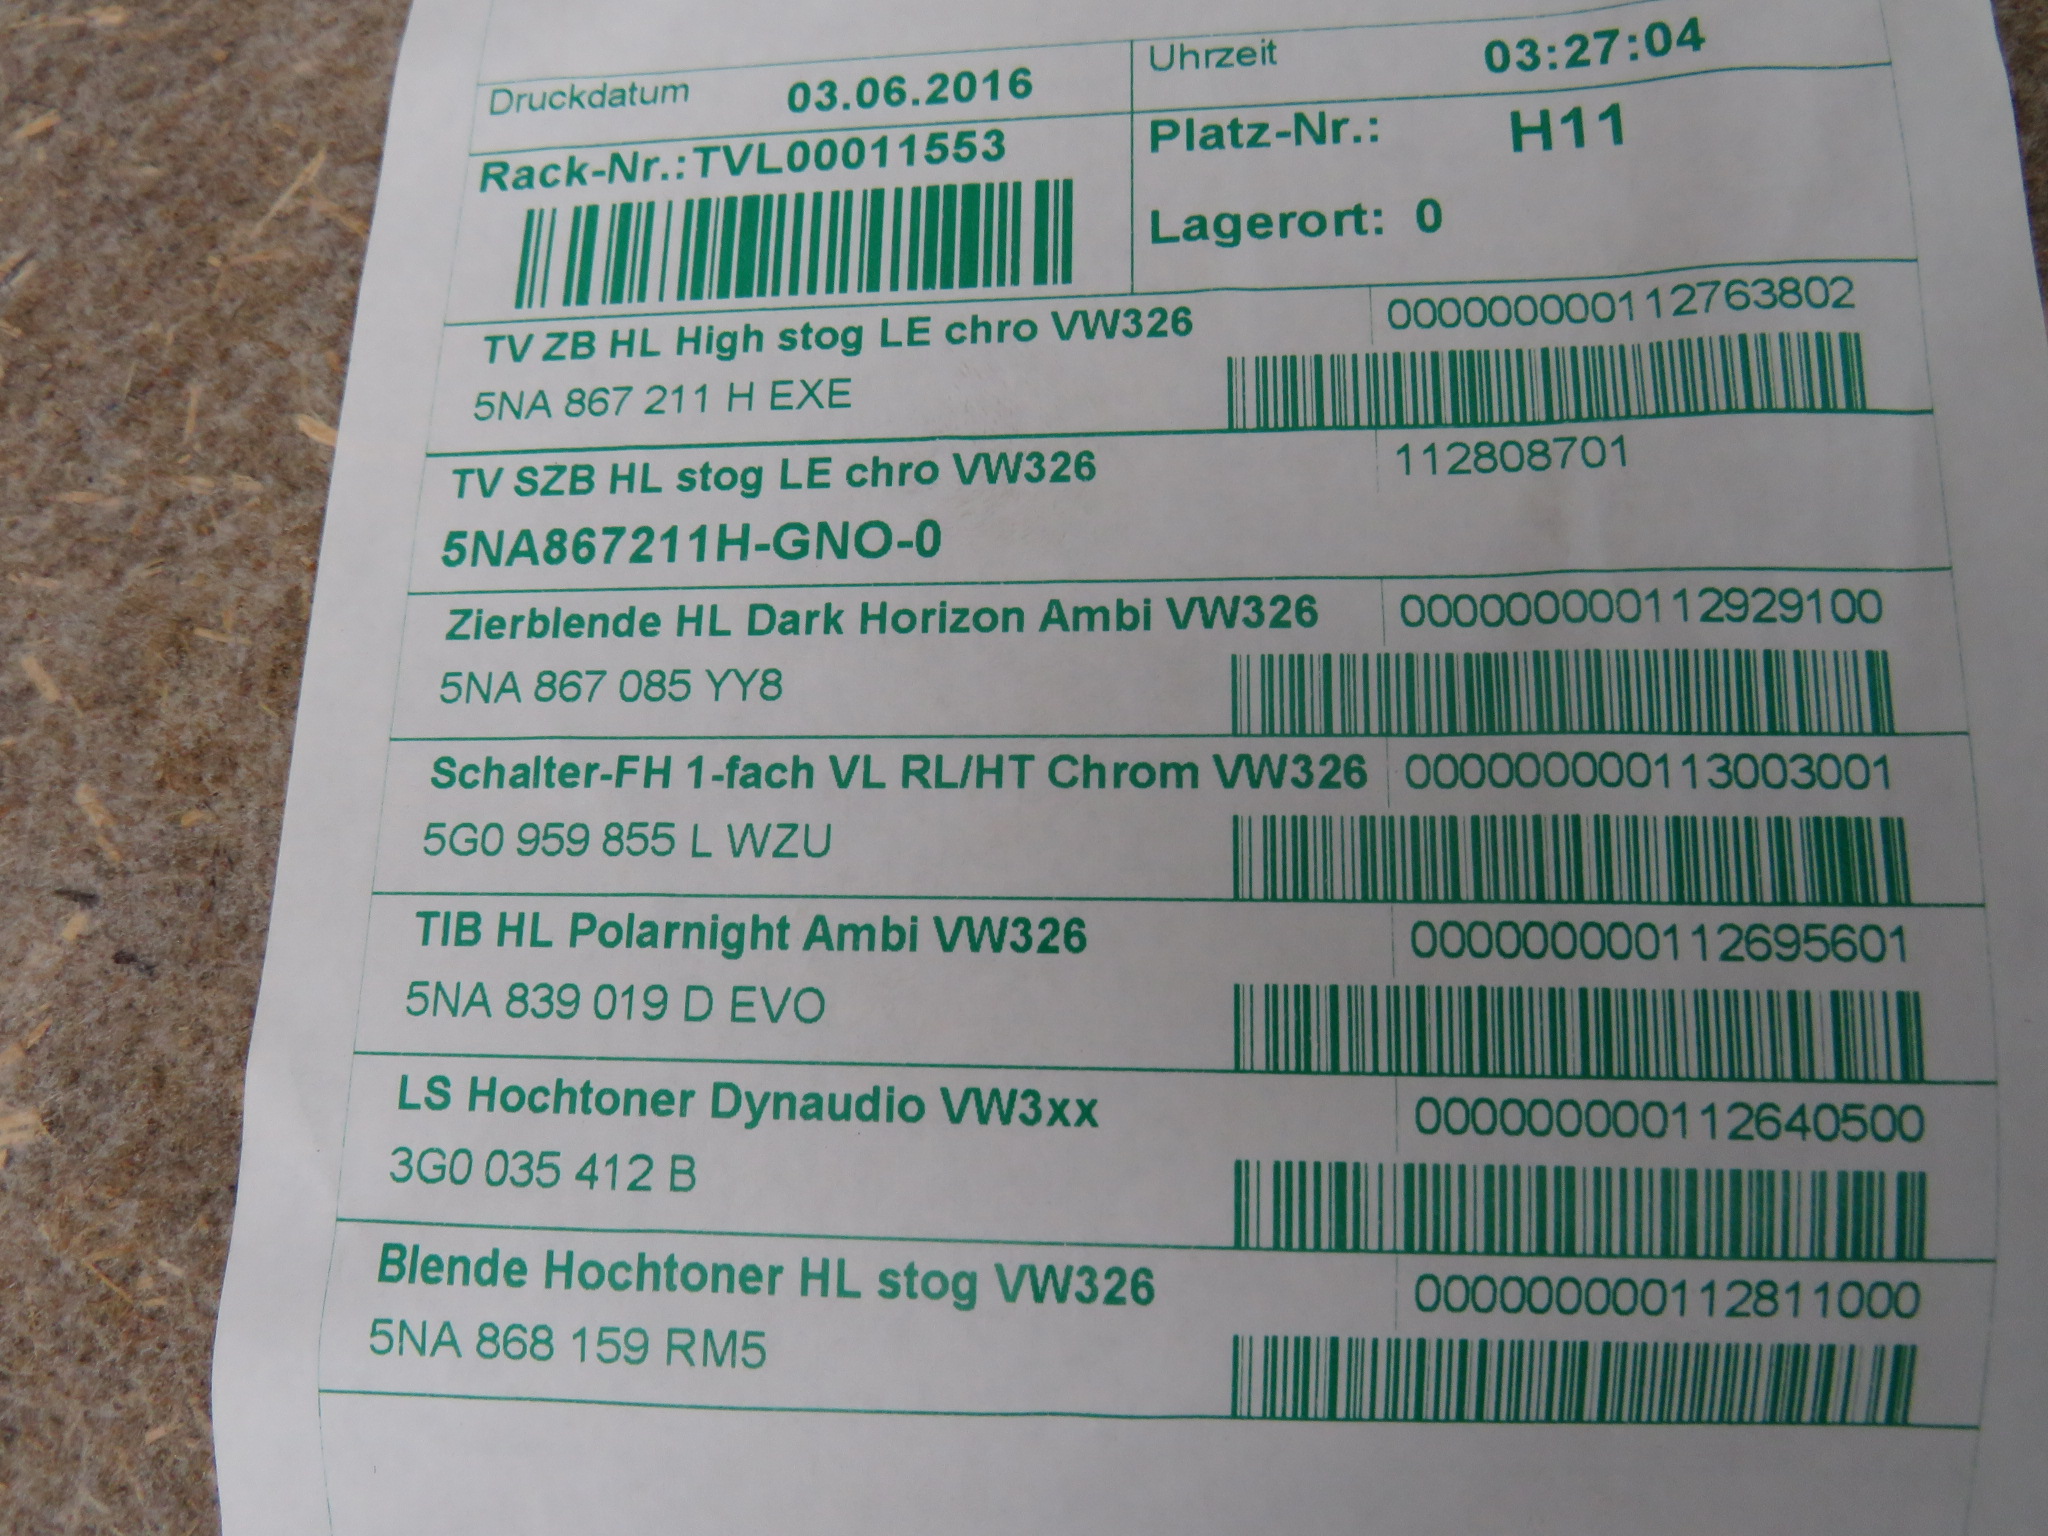 Druckdatum 03.06.2016 Uhrzeit 03:27:04
Rack-Nr.:TVL00011553 Platz-Nr.: H11
Lagerort: 0
TV ZB HL High stog LE chro VW326 000000000112763802
5NA 867 211 H EXE
TV SZB HL stog LE chro VW326 112808701
5NA867211H-GNO-0
Zierblende HL Dark Horizon Ambi VW326 000000000112929100
5NA 867 085 YY8
Schalter-FH 1-fach VL RL/HT Chrom VW326 000000000113003001
5G0 959 855 L WZU
TIB HL Polarnight Ambi VW326 000000000112695601
5NA 839 019 D EVO
LS Hochtoner Dynaudio VW3xx 000000000112640500
3G0 035 412 B
Blende Hochtoner HL stog VW326 000000000112811000
5NA 868 159 RM5